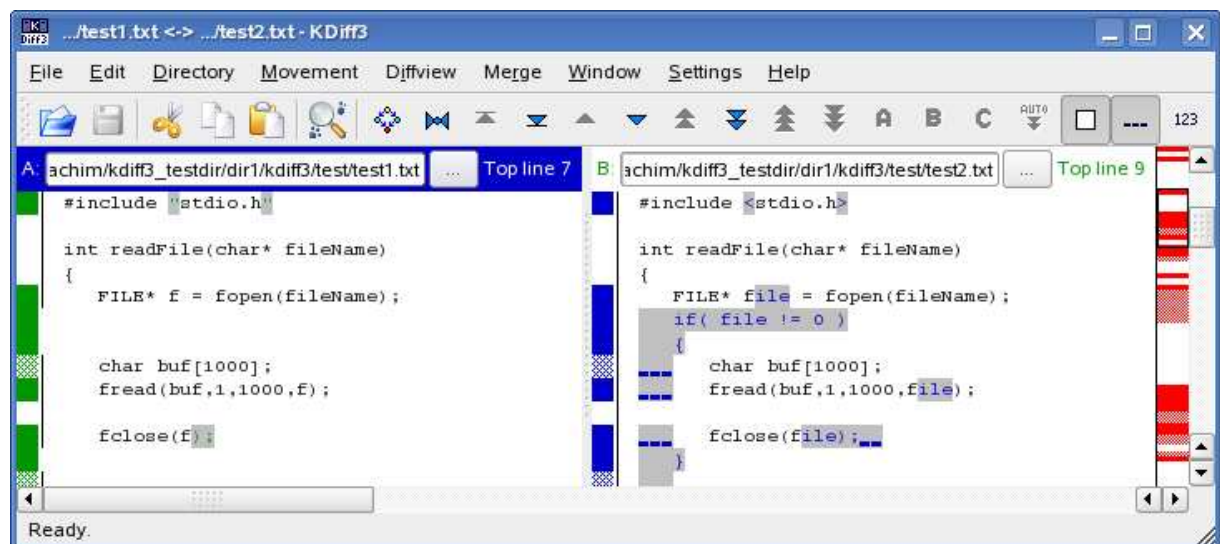 .../test1.txt <-> .../test2.txt - KDiff3
File Edit Directory Movement Diffview Merge Window Settings Help
A B C AUTO 123
A: achim/kdiff3_testdir/dir1/kdiff3/test/test1.txt ... Top line 7
#include "stdio.h"
int readFile(char* fileName)
{
FILE* f = fopen(fileName);
char buf[1000];
fread(buf,1,1000,f);
fclose(f);
B: achim/kdiff3_testdir/dir1/kdiff3/test/test2.txt ... Top line 9
#include <stdio.h>
int readFile(char* fileName)
{
FILE* file = fopen(fileName);
if( file != 0 )
{
char buf[1000];
fread(buf,1,1000,file);
fclose(file);
}
Ready.